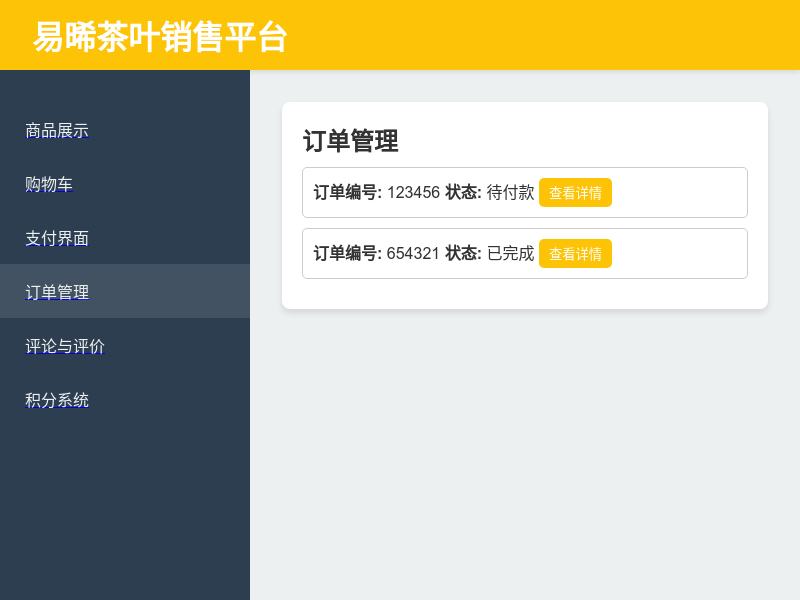 易晞茶叶销售平台
商品展示
购物车
支付界面
订单管理
评论与评价
积分系统
订单管理
订单编号: 123456 状态: 待付款 查看详情
订单编号: 654321 状态: 已完成 查看详情